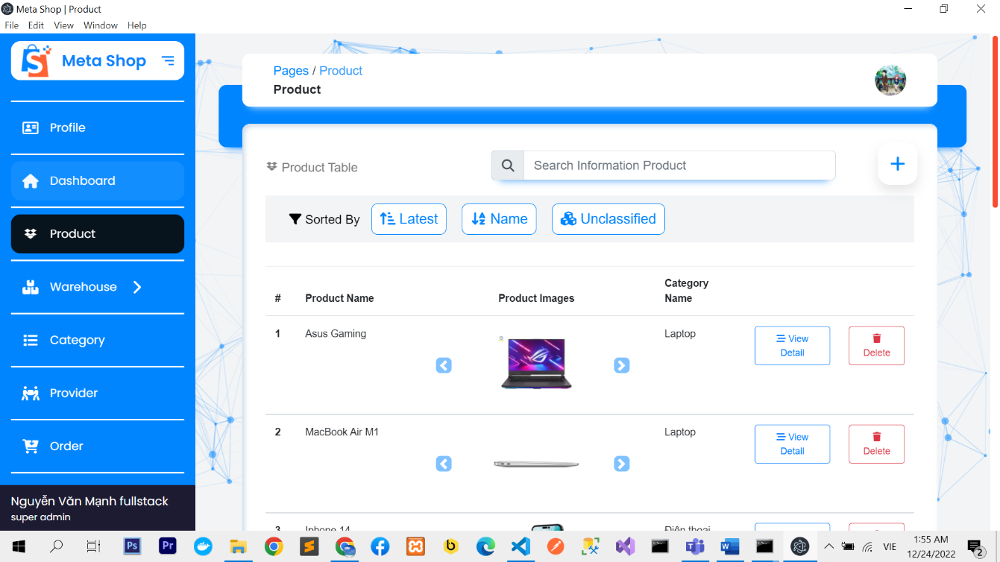 Meta Shop | Product
File Edit View Window Help
Meta Shop
Profile
Dashboard
Product
Warehouse
Category
Provider
Order
Nguyễn Văn Mạnh fullstack
super admin
Pages / Product
Product
Product Table
Search Information Product
Sorted By Latest Name Unclassified
# Product Name Product Images Category
Name
1 Asus Gaming Laptop View
Detail
Delete
2 MacBook Air M1 Laptop View
Detail
Delete
3 Iphone 14 Điện thoại
Ps Pr VIE
1:55 AM
12/24/2022
2